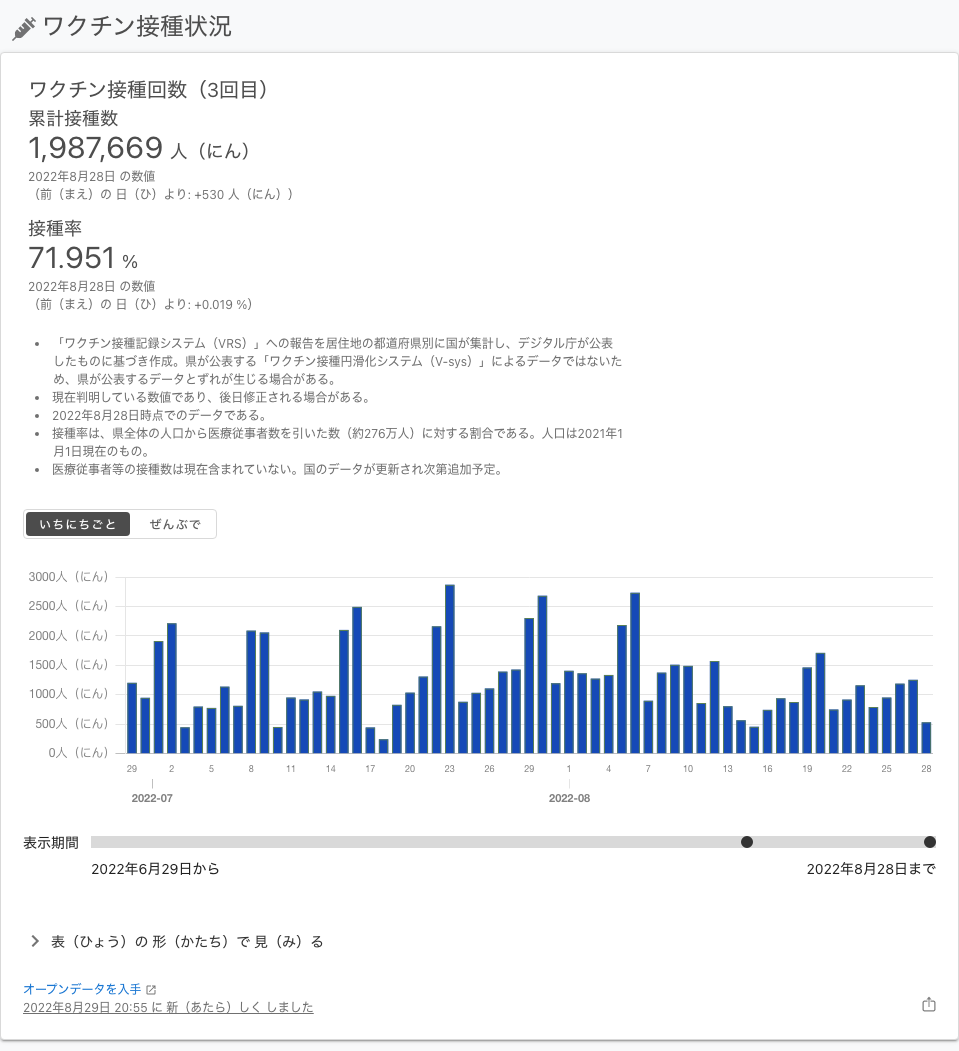 ワクチン接種状況
ワクチン接種回数（3回目）
累計接種数
1,987,669 人（にん）
2022年8月28日 の数値
（前（まえ）の 日（ひ）より: +530 人（にん））
接種率
71.951 %
2022年8月28日 の数値
（前（まえ）の 日（ひ）より: +0.019 %）
• 「ワクチン接種記録システム（VRS）」への報告を居住地の都道府県別に国が集計し、デジタル庁が公表
したものに基づき作成。県が公表する「ワクチン接種円滑化システム（V-sys）」によるデータではないた
め、県が公表するデータとずれが生じる場合がある。
• 現在判明している数値であり、後日修正される場合がある。
• 2022年8月28日時点でのデータである。
• 接種率は、県全体の人口から医療従事者数を引いた数（約276万人）に対する割合である。人口は2021年1
月1日現在のもの。
• 医療従事者等の接種数は現在含まれていない。国のデータが更新され次第追加予定。
いちにちごと ぜんぶで
3000人（にん）
2500人（にん）
2000人（にん）
1500人（にん）
1000人（にん）
500人（にん）
0人（にん）
29 2 5 8 11 14 17 20 23 26 29 1 4 7 10 13 16 19 22 25 28
2022-07 2022-08
表示期間
2022年6月29日から 2022年8月28日まで
表（ひょう）の 形（かたち）で 見（み）る
オープンデータを入手
2022年8月29日 20:55 に 新（あたら）しく しました